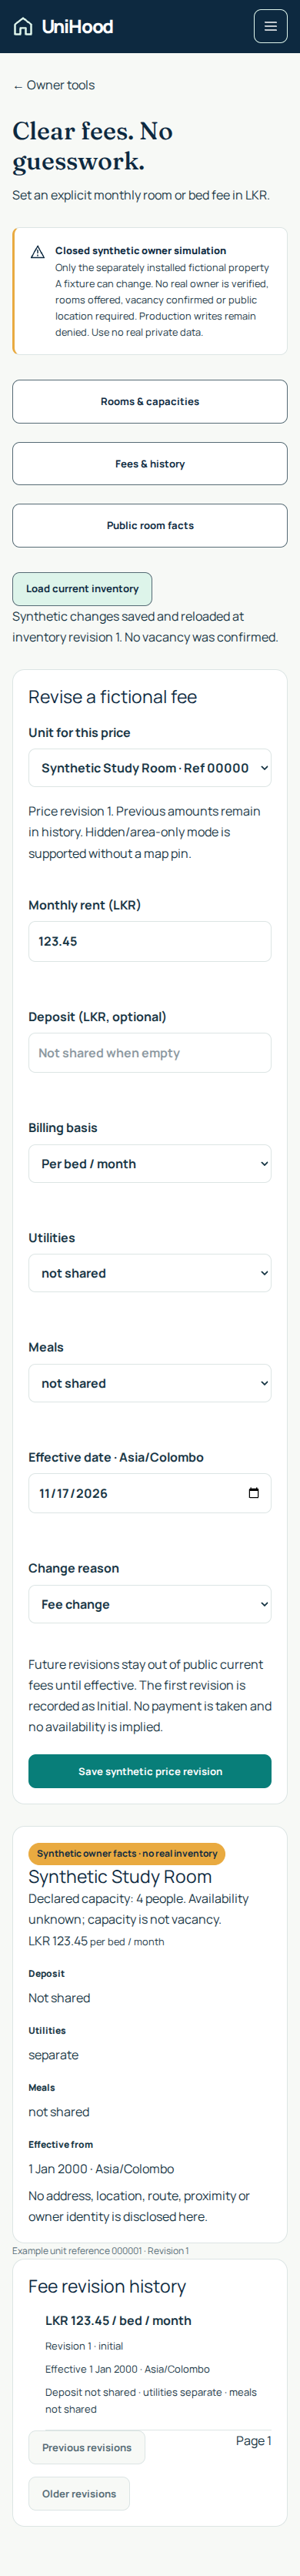 UniHood
← Owner tools
Clear fees. No
guesswork.
Set an explicit monthly room or bed fee in LKR.
Closed synthetic owner simulation
Only the separately installed fictional property
A fixture can change. No real owner is verified,
rooms offered, vacancy confirmed or public
location required. Production writes remain
denied. Use no real private data.
Rooms & capacities
Fees & history
Public room facts
Load current inventory
Synthetic changes saved and reloaded at
inventory revision 1. No vacancy was confirmed.
Revise a fictional fee
Unit for this price
Synthetic Study Room · Ref 00000
Price revision 1. Previous amounts remain
in history. Hidden/area-only mode is
supported without a map pin.
Monthly rent (LKR)
123.45
Deposit (LKR, optional)
Not shared when empty
Billing basis
Per bed / month
Utilities
not shared
Meals
not shared
Effective date · Asia/Colombo
11/17/2026
Change reason
Fee change
Future revisions stay out of public current
fees until effective. The first revision is
recorded as Initial. No payment is taken and
no availability is implied.
Save synthetic price revision
Synthetic owner facts · no real inventory
Synthetic Study Room
Declared capacity: 4 people. Availability
unknown; capacity is not vacancy.
LKR 123.45 per bed / month
Deposit
Not shared
Utilities
separate
Meals
not shared
Effective from
1 Jan 2000 · Asia/Colombo
No address, location, route, proximity or
owner identity is disclosed here.
Example unit reference 000001 · Revision 1
Fee revision history
LKR 123.45 / bed / month
Revision 1 · initial
Effective 1 Jan 2000 · Asia/Colombo
Deposit not shared · utilities separate · meals
not shared
Previous revisions
Page 1
Older revisions